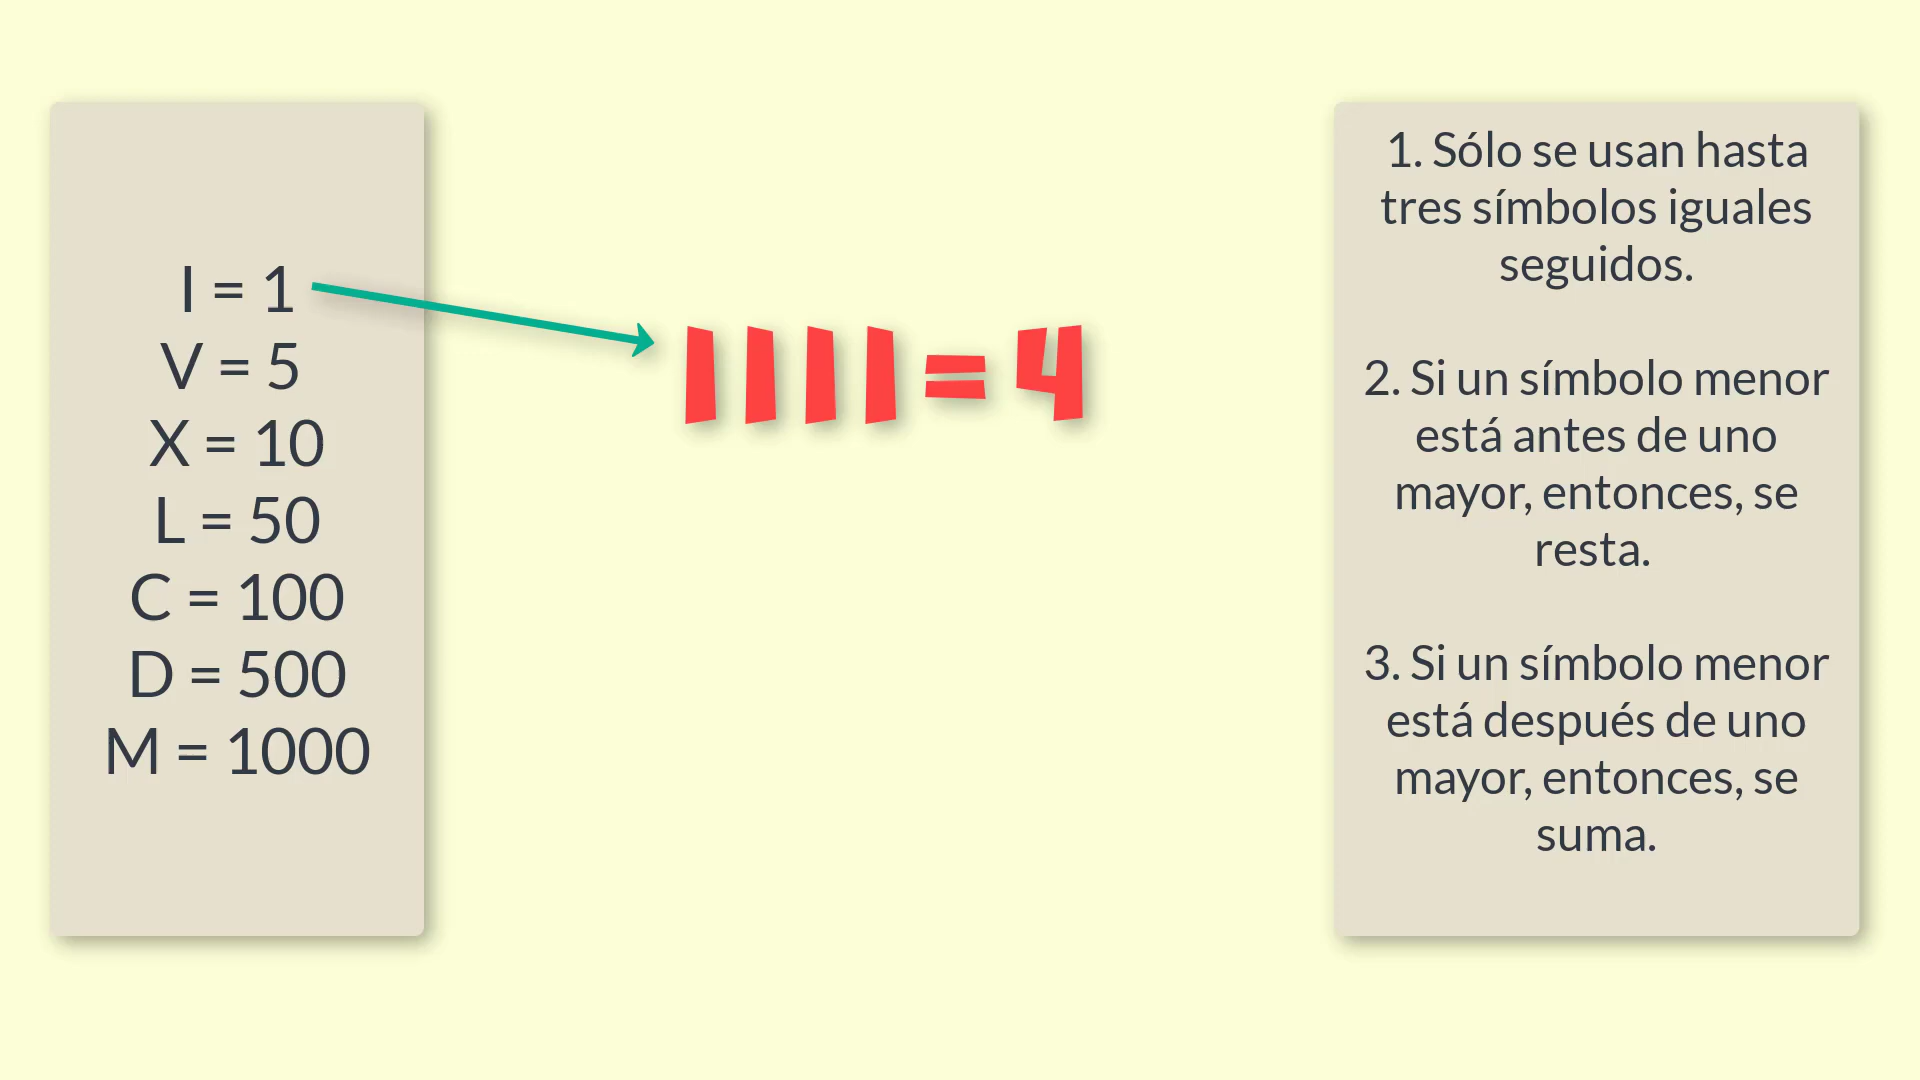 I = 1
V = 5
X = 10
L = 50
C = 100
D = 500
M = 1000
IIII = 4
1. Sólo se usan hasta
tres símbolos iguales
seguidos.
2. Si un símbolo menor
está antes de uno
mayor, entonces, se
resta.
3. Si un símbolo menor
está después de uno
mayor, entonces, se
suma.